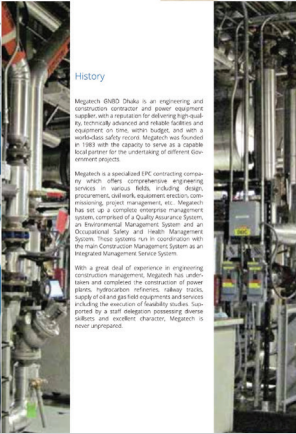 History
Megatech GNBD Dhaka is an engineering and
construction contractor and power equipment
supplier, with a reputation for delivering high-qual-
ity, technically advanced and reliable facilities and
equipment on time, within budget, and with a
world-class safety record. Megatech was founded
in 1983 with the capacity to serve as a capable
local partner for the undertaking of different Gov-
ernment projects.
Megatech is a specialized EPC contracting compa-
ny which offers comprehensive engineering
services in various fields, including design,
procurement, civil work, equipment erection, com-
missioning, project management, etc.. Megatech
has set up a complete enterprise management
system, comprised of a Quality Assurance System,
an Environmental Management System and an
Occupational Safety and Health Management
System. These systems run in coordination with
the main Construction Management System as an
Integrated Management Service System.
With a great deal of experience in engineering
construction management, Megatech has under-
taken and completed the construction of power
plants, hydrocarbon refineries, railway tracks,
supply of oil and gas field equipments and services
including the execution of feasibility studies. Sup-
ported by a staff delegation possessing diverse
skillsets and excellent character, Megatech is
never unprepared.